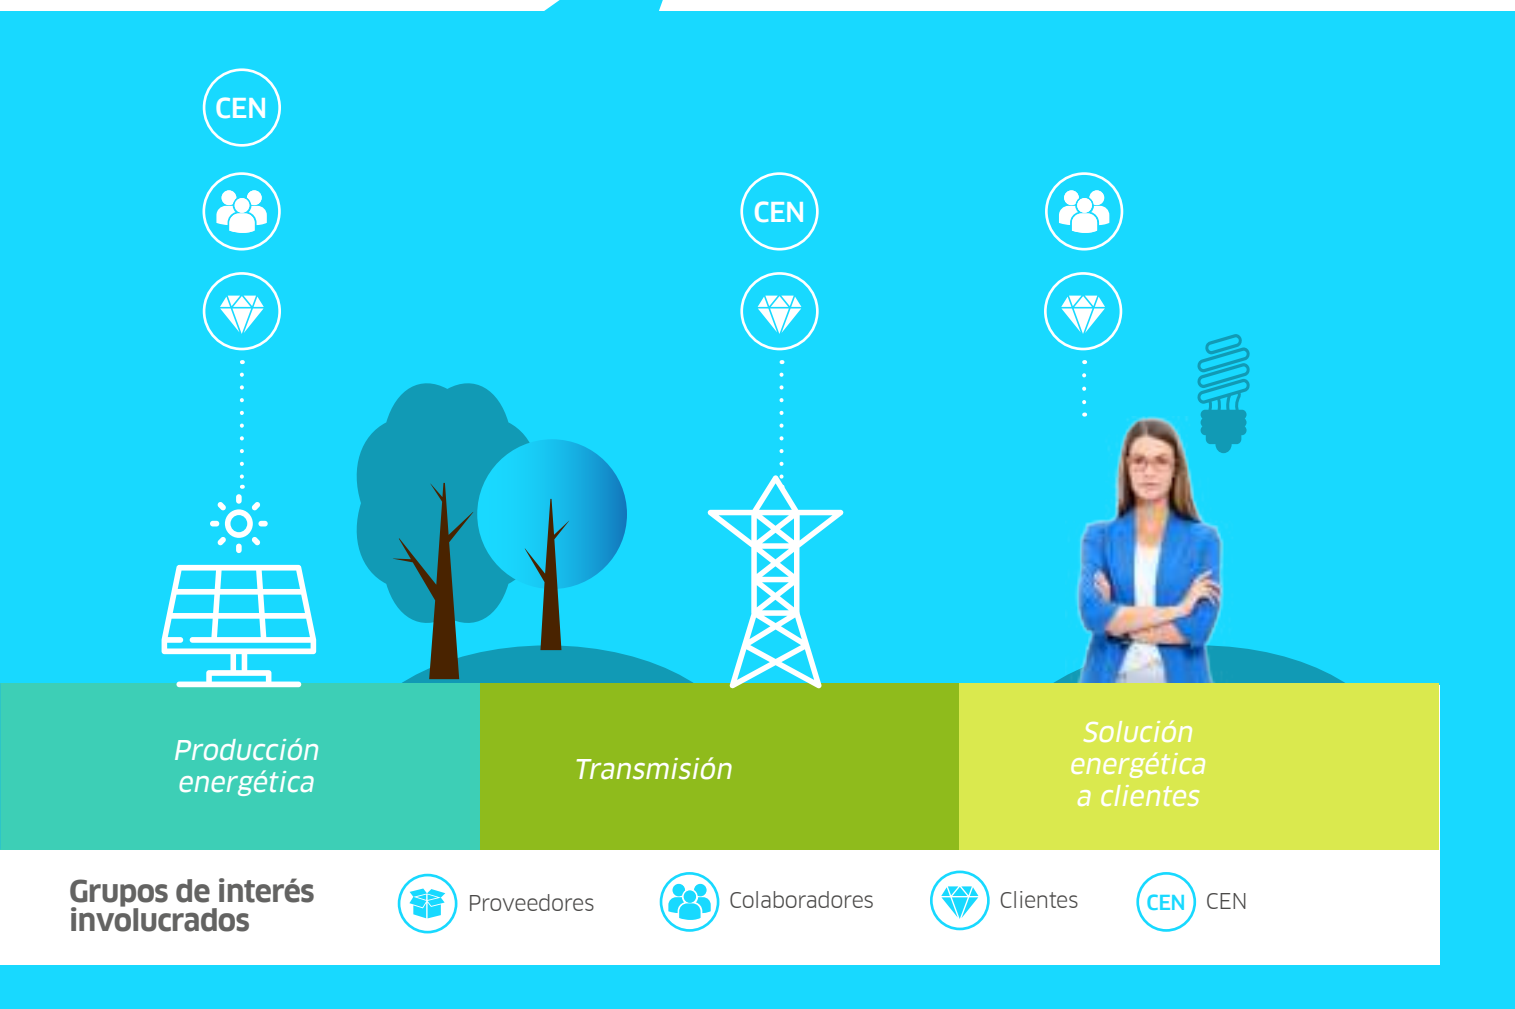 CEN
CEN
Producción
energética
Transmisión
Solución
energética
a clientes
Grupos de interés
involucrados
Proveedores
Colaboradores
Clientes
CEN
CEN